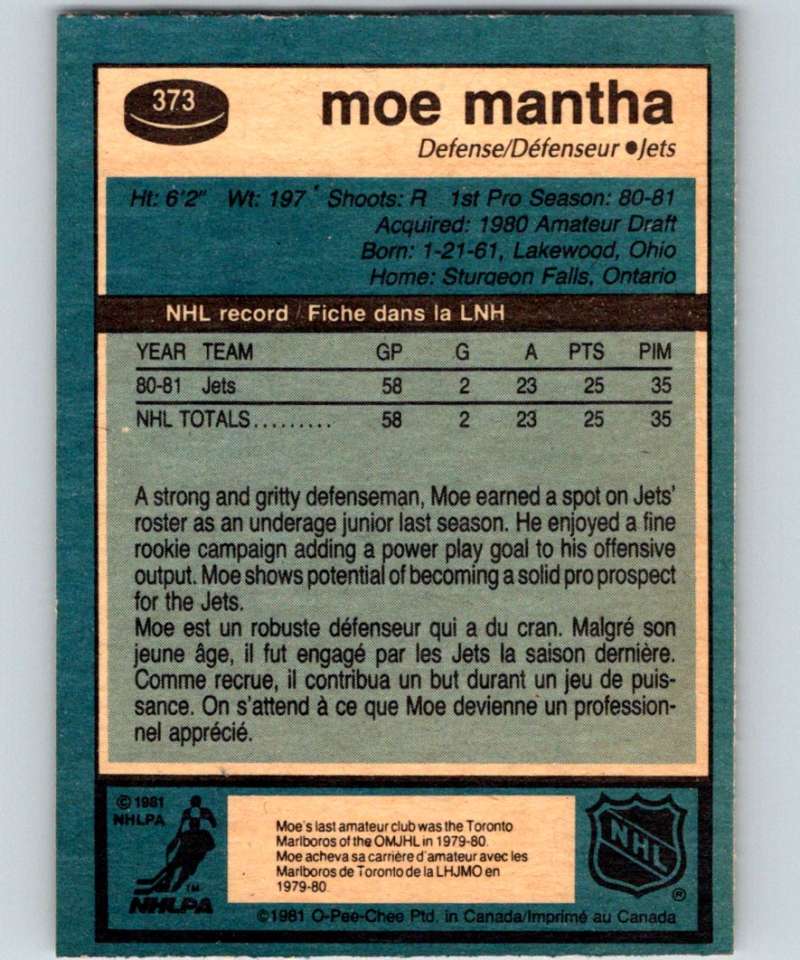 373
moe mantha
Defense/Défenseur ●Jets
Ht: 6'2" Wt: 197 Shoots: R 1st Pro Season: 80-81
Acquired: 1980 Amateur Draft
Born: 1-21-61, Lakewood, Ohio
Home: Sturgeon Falls, Ontario
NHL record / Fiche dans la LNH
YEAR TEAM GP G A PTS PIM
80-81 Jets 58 2 23 25 35
NHL TOTALS......... 58 2 23 25 35
A strong and gritty defenseman, Moe earned a spot on Jets'
roster as an underage junior last season. He enjoyed a fine
rookie campaign adding a power play goal to his offensive
output. Moe shows potential of becoming a solid pro prospect
for the Jets.
Moe est un robuste défenseur qui a du cran. Malgré son
jeune âge, il fut engagé par les Jets la saison dernière.
Comme recrue, il contribua un but durant un jeu de puis-
sance. On s'attend à ce que Moe devienne un profession-
nel apprécié.
©1981
NHLPA
TM
NHLPA
Moe's last amateur club was the Toronto
Marlboros of the OMJHL in 1979-80.
Moe acheva sa carrière d'amateur avec les
Marlboros de Toronto de la LHJMO en
1979-80.
NHL
®
©1981 O-Pee-Chee Ptd. in Canada/Imprimé au Canada